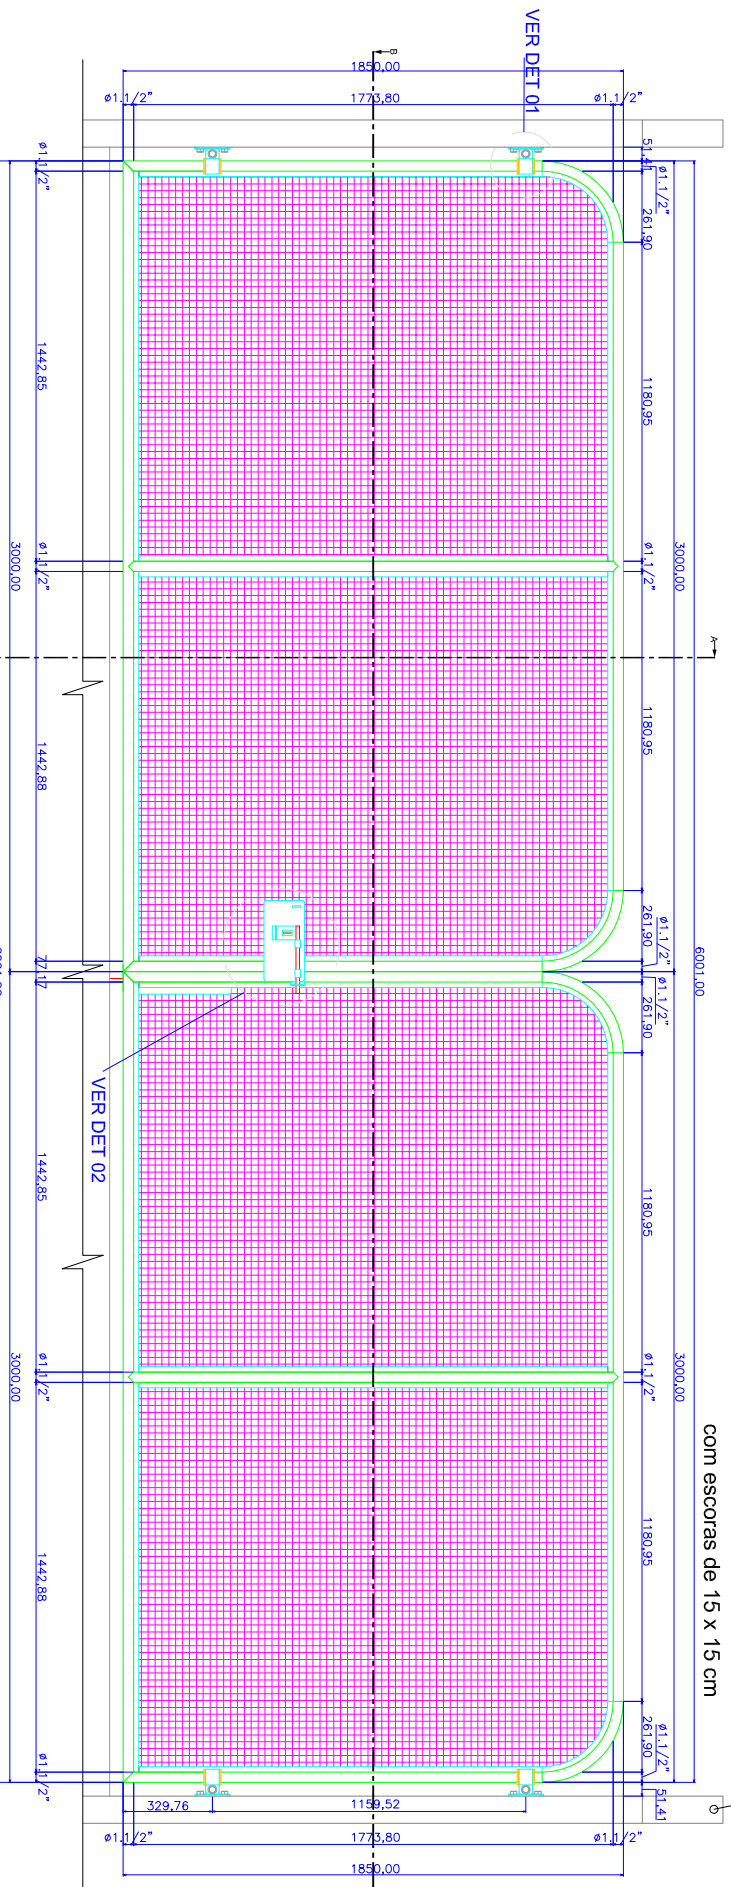 com escoras de 15 x 15 cm
6001,00
3000,00
3000,00
51,41
ø1.1/2"
261,90
1180,95
ø1.1/2"
1180,95
261,90
ø1.1/2"
ø1.1/2"
261,90
1180,95
ø1.1/2"
1180,95
261,90
ø1.1/2"
51,41
VER DET 01
1850,00
ø1.1/2"
1773,80
ø1.1/2"
B
A
VER DET 02
329,76
1159,52
ø1.1/2"
1773,80
ø1.1/2"
1850,00
ø1.1/2"
1442,85
ø1.1/2"
1442,88
77,17
1442,85
ø1.1/2"
1442,88
ø1.1/2"
3000,00
3000,00